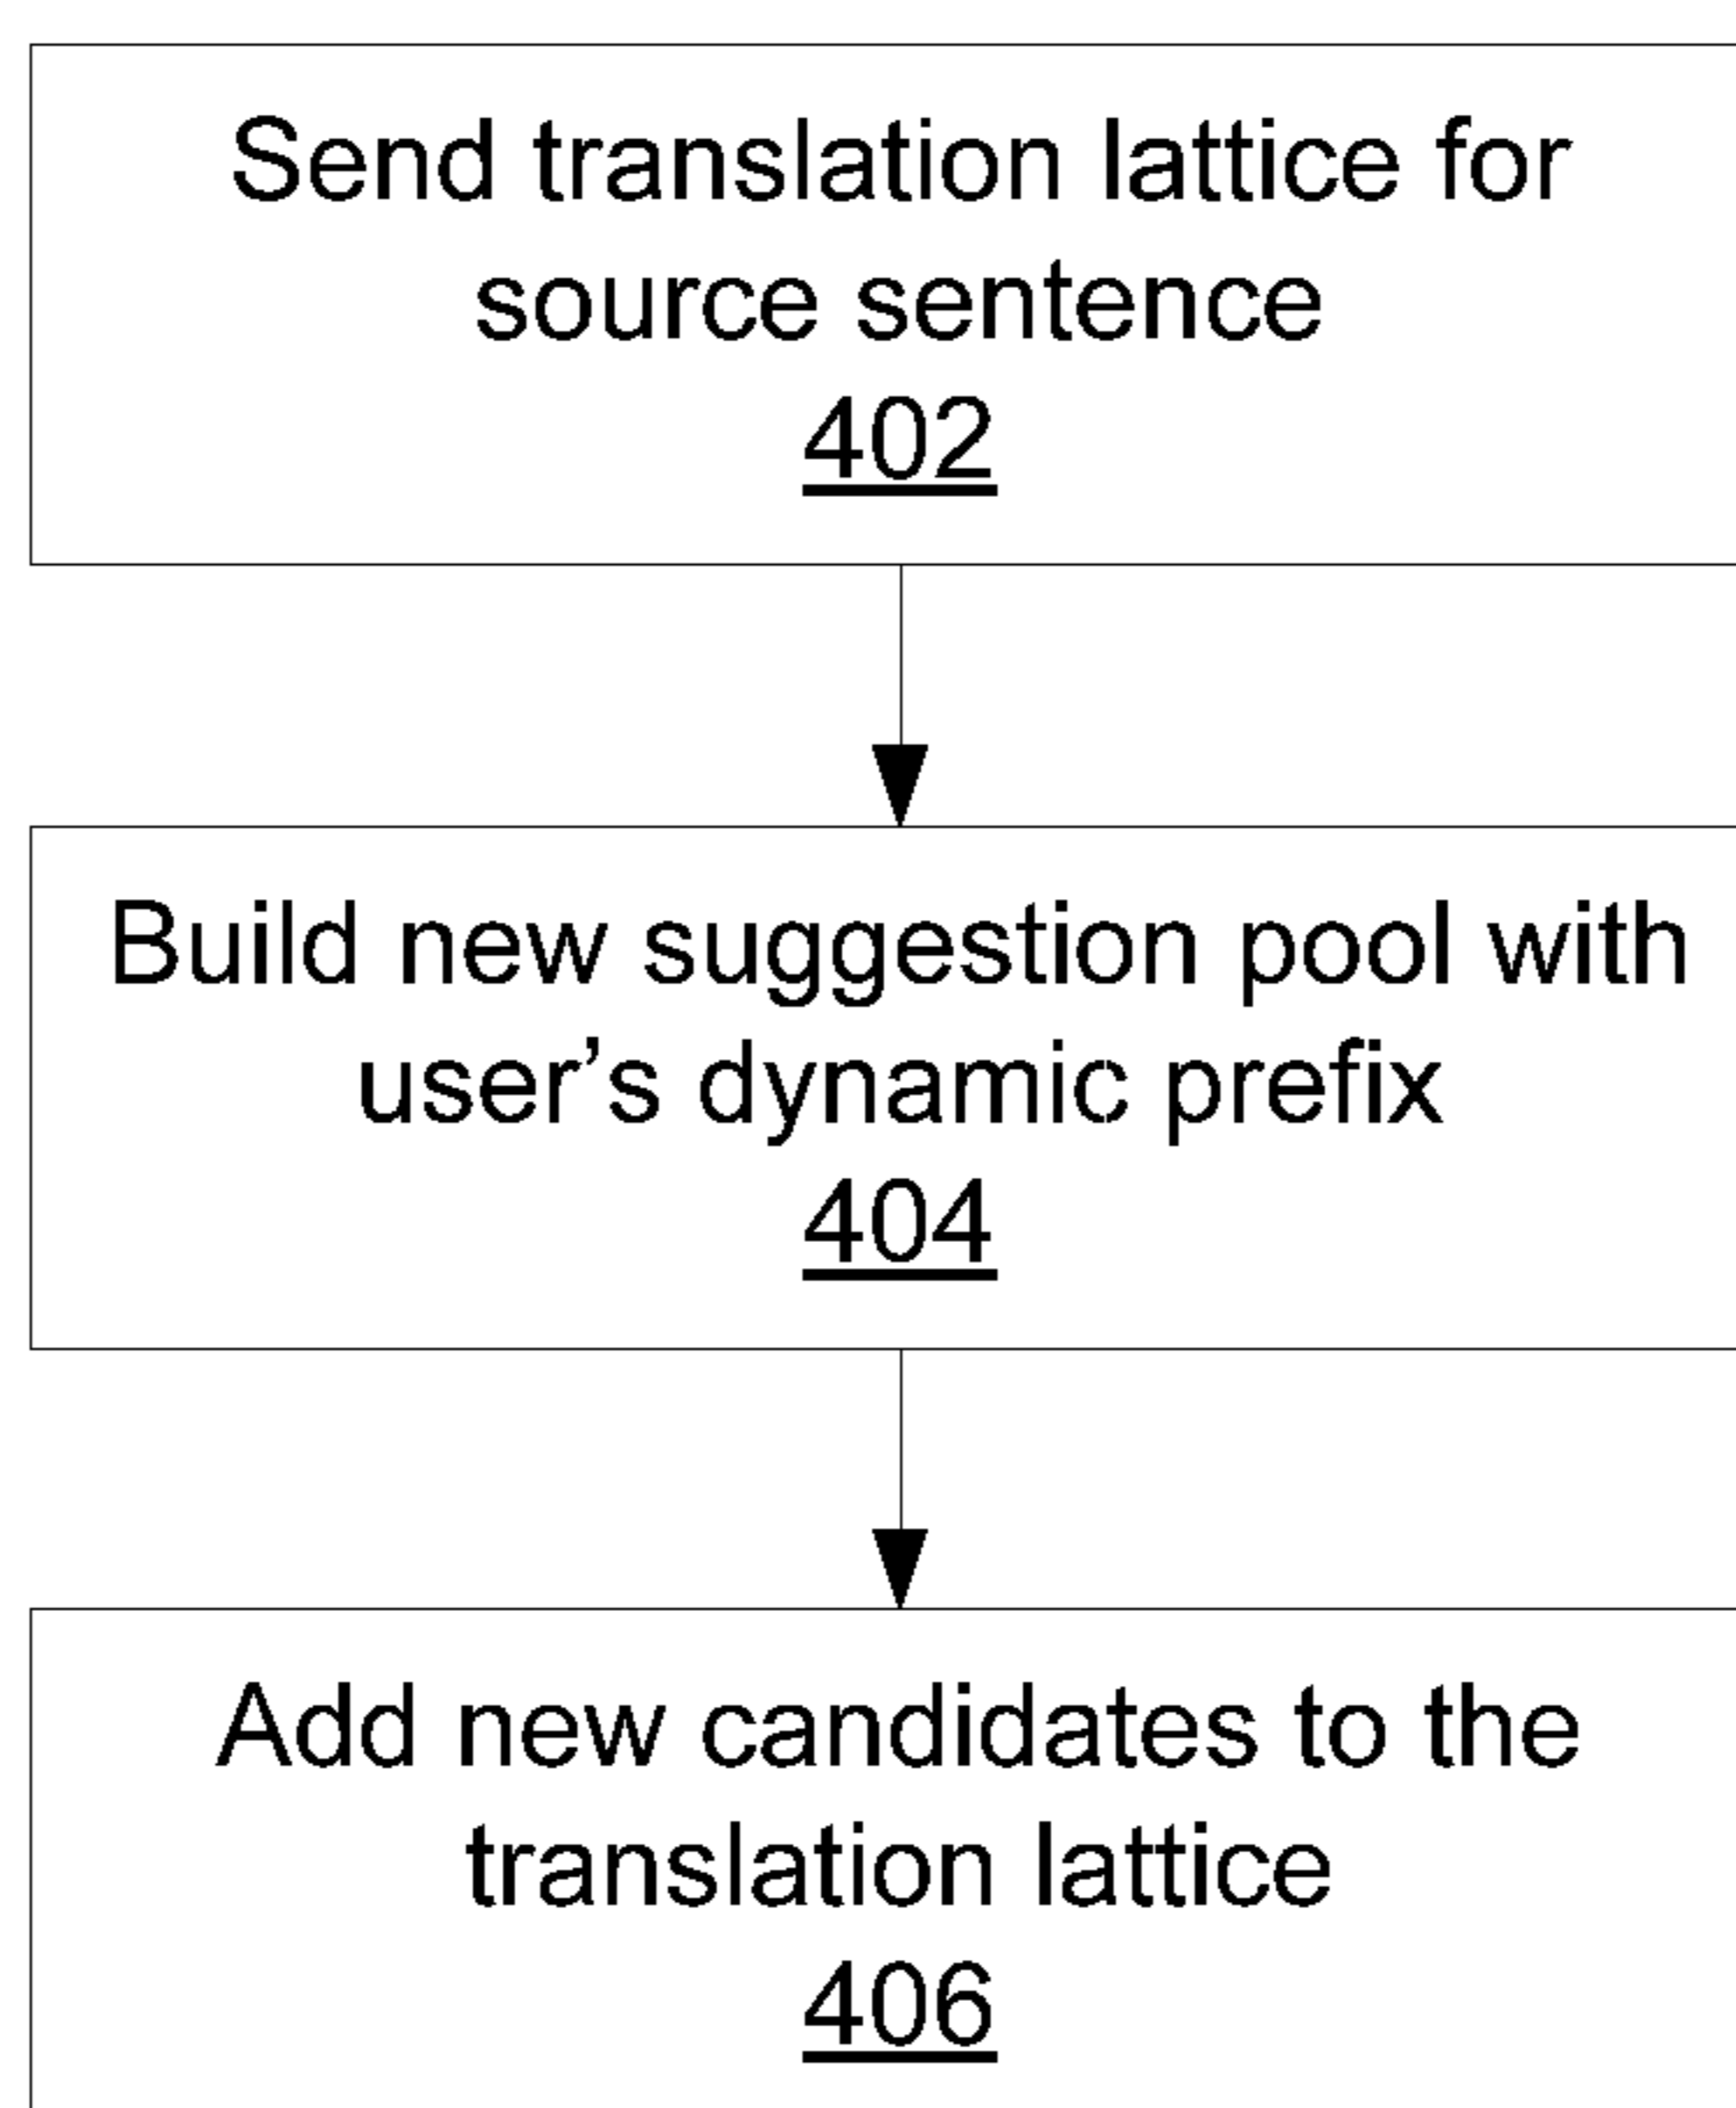 Send translation lattice for
source sentence
402
Build new suggestion pool with
user’s dynamic prefix
404
Add new candidates to the
translation lattice
406